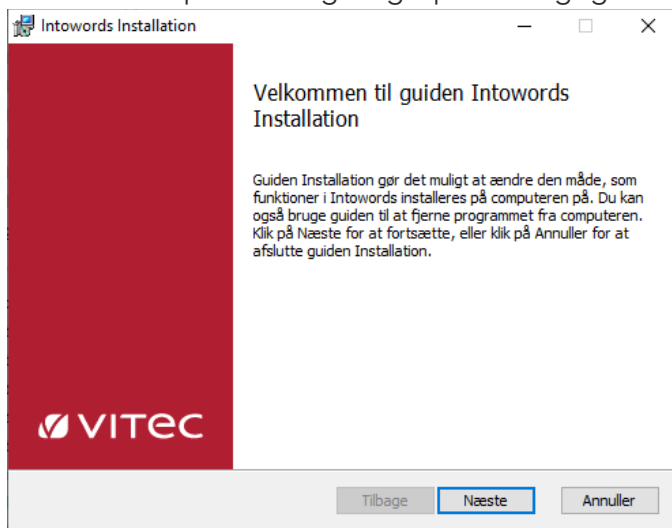 Intowords Installation
Velkommen til guiden Intowords
Installation
Guiden Installation gør det muligt at ændre den måde, som
funktioner i Intowords installeres på computeren på. Du kan
også bruge guiden til at fjerne programmet fra computeren.
Klik på Næste for at fortsætte, eller klik på Annuller for at
afslutte guiden Installation.
vitec
Tilbage Næste Annuller